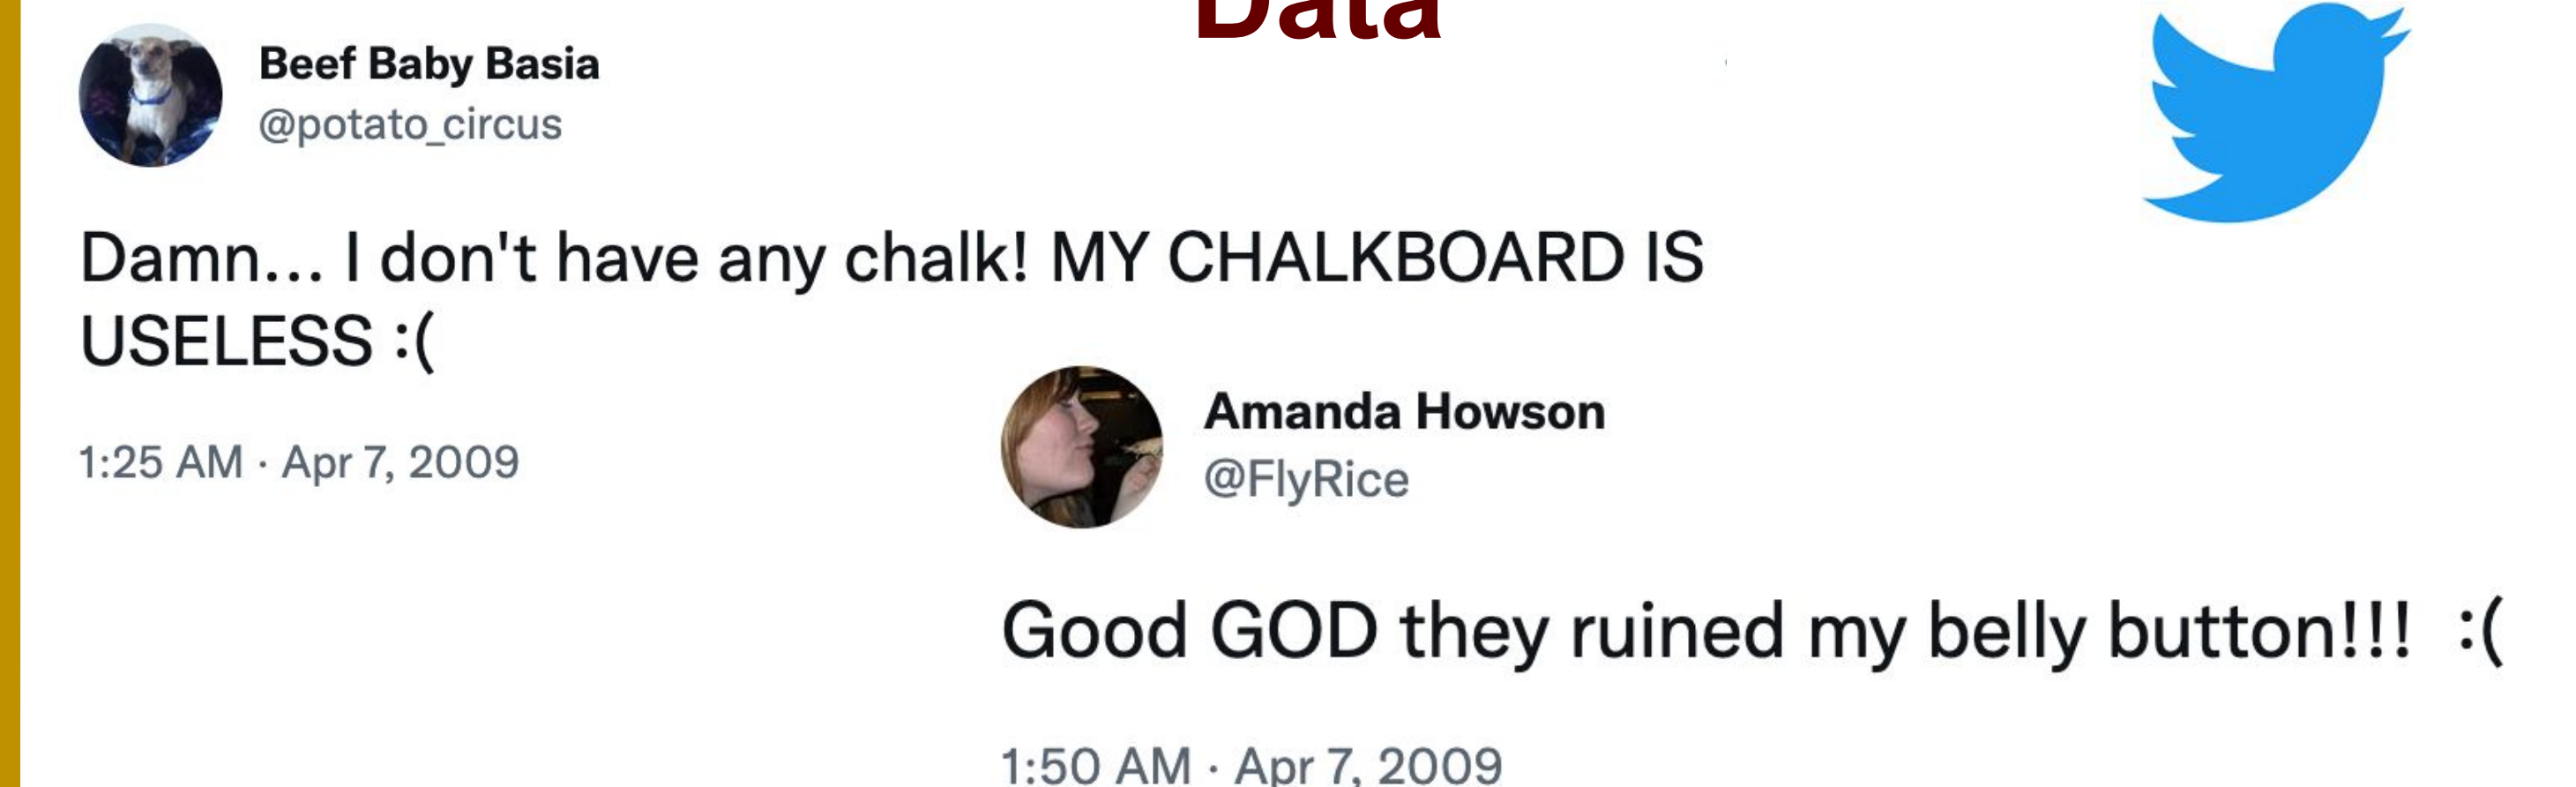 Data
Beef Baby Basia
@potato_circus
Damn... I don't have any chalk! MY CHALKBOARD IS
USELESS :(
1:25 AM · Apr 7, 2009
Amanda Howson
@FlyRice
Good GOD they ruined my belly button!!!  :(
1:50 AM · Apr 7, 2009